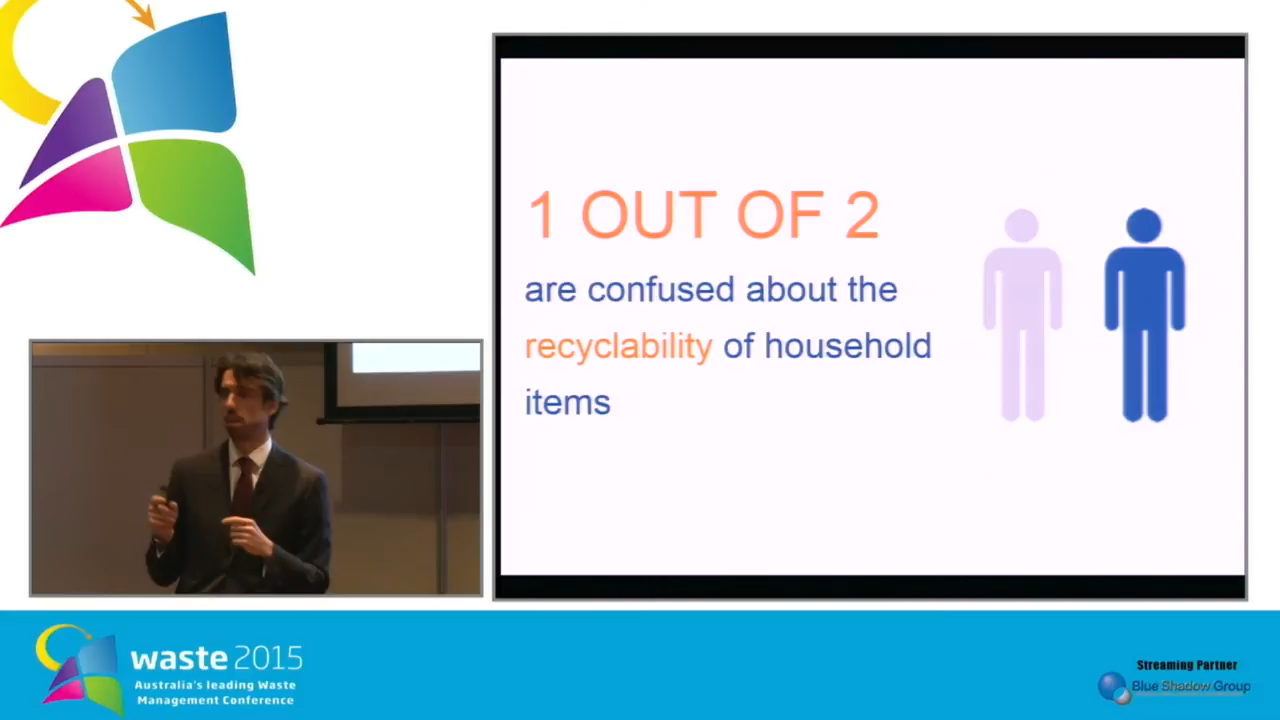 1 OUT OF 2
are confused about the
recyclability of household
items
waste 2015
Australia's leading Waste
Management Conference
Streaming Partner
Blue Shadow Group